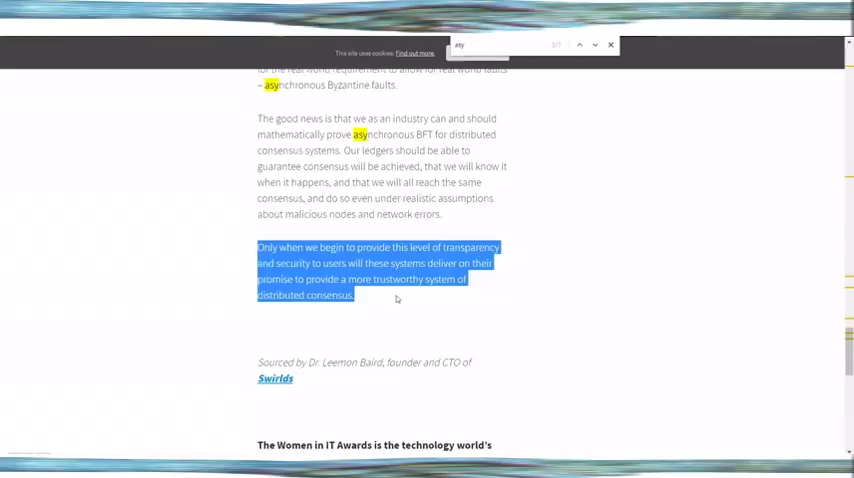 asy
3/7
This site uses cookies: Find out more.
for the real world requirement to allow for real world faults
– asynchronous Byzantine faults.
The good news is that we as an industry can and should
mathematically prove asynchronous BFT for distributed
consensus systems. Our ledgers should be able to
guarantee consensus will be achieved, that we will know it
when it happens, and that we will all reach the same
consensus, and do so even under realistic assumptions
about malicious nodes and network errors.
Only when we begin to provide this level of transparency
and security to users will these systems deliver on their
promise to provide a more trustworthy system of
distributed consensus.
Sourced by Dr. Leemon Baird, founder and CTO of
Swirlds
The Women in IT Awards is the technology world's